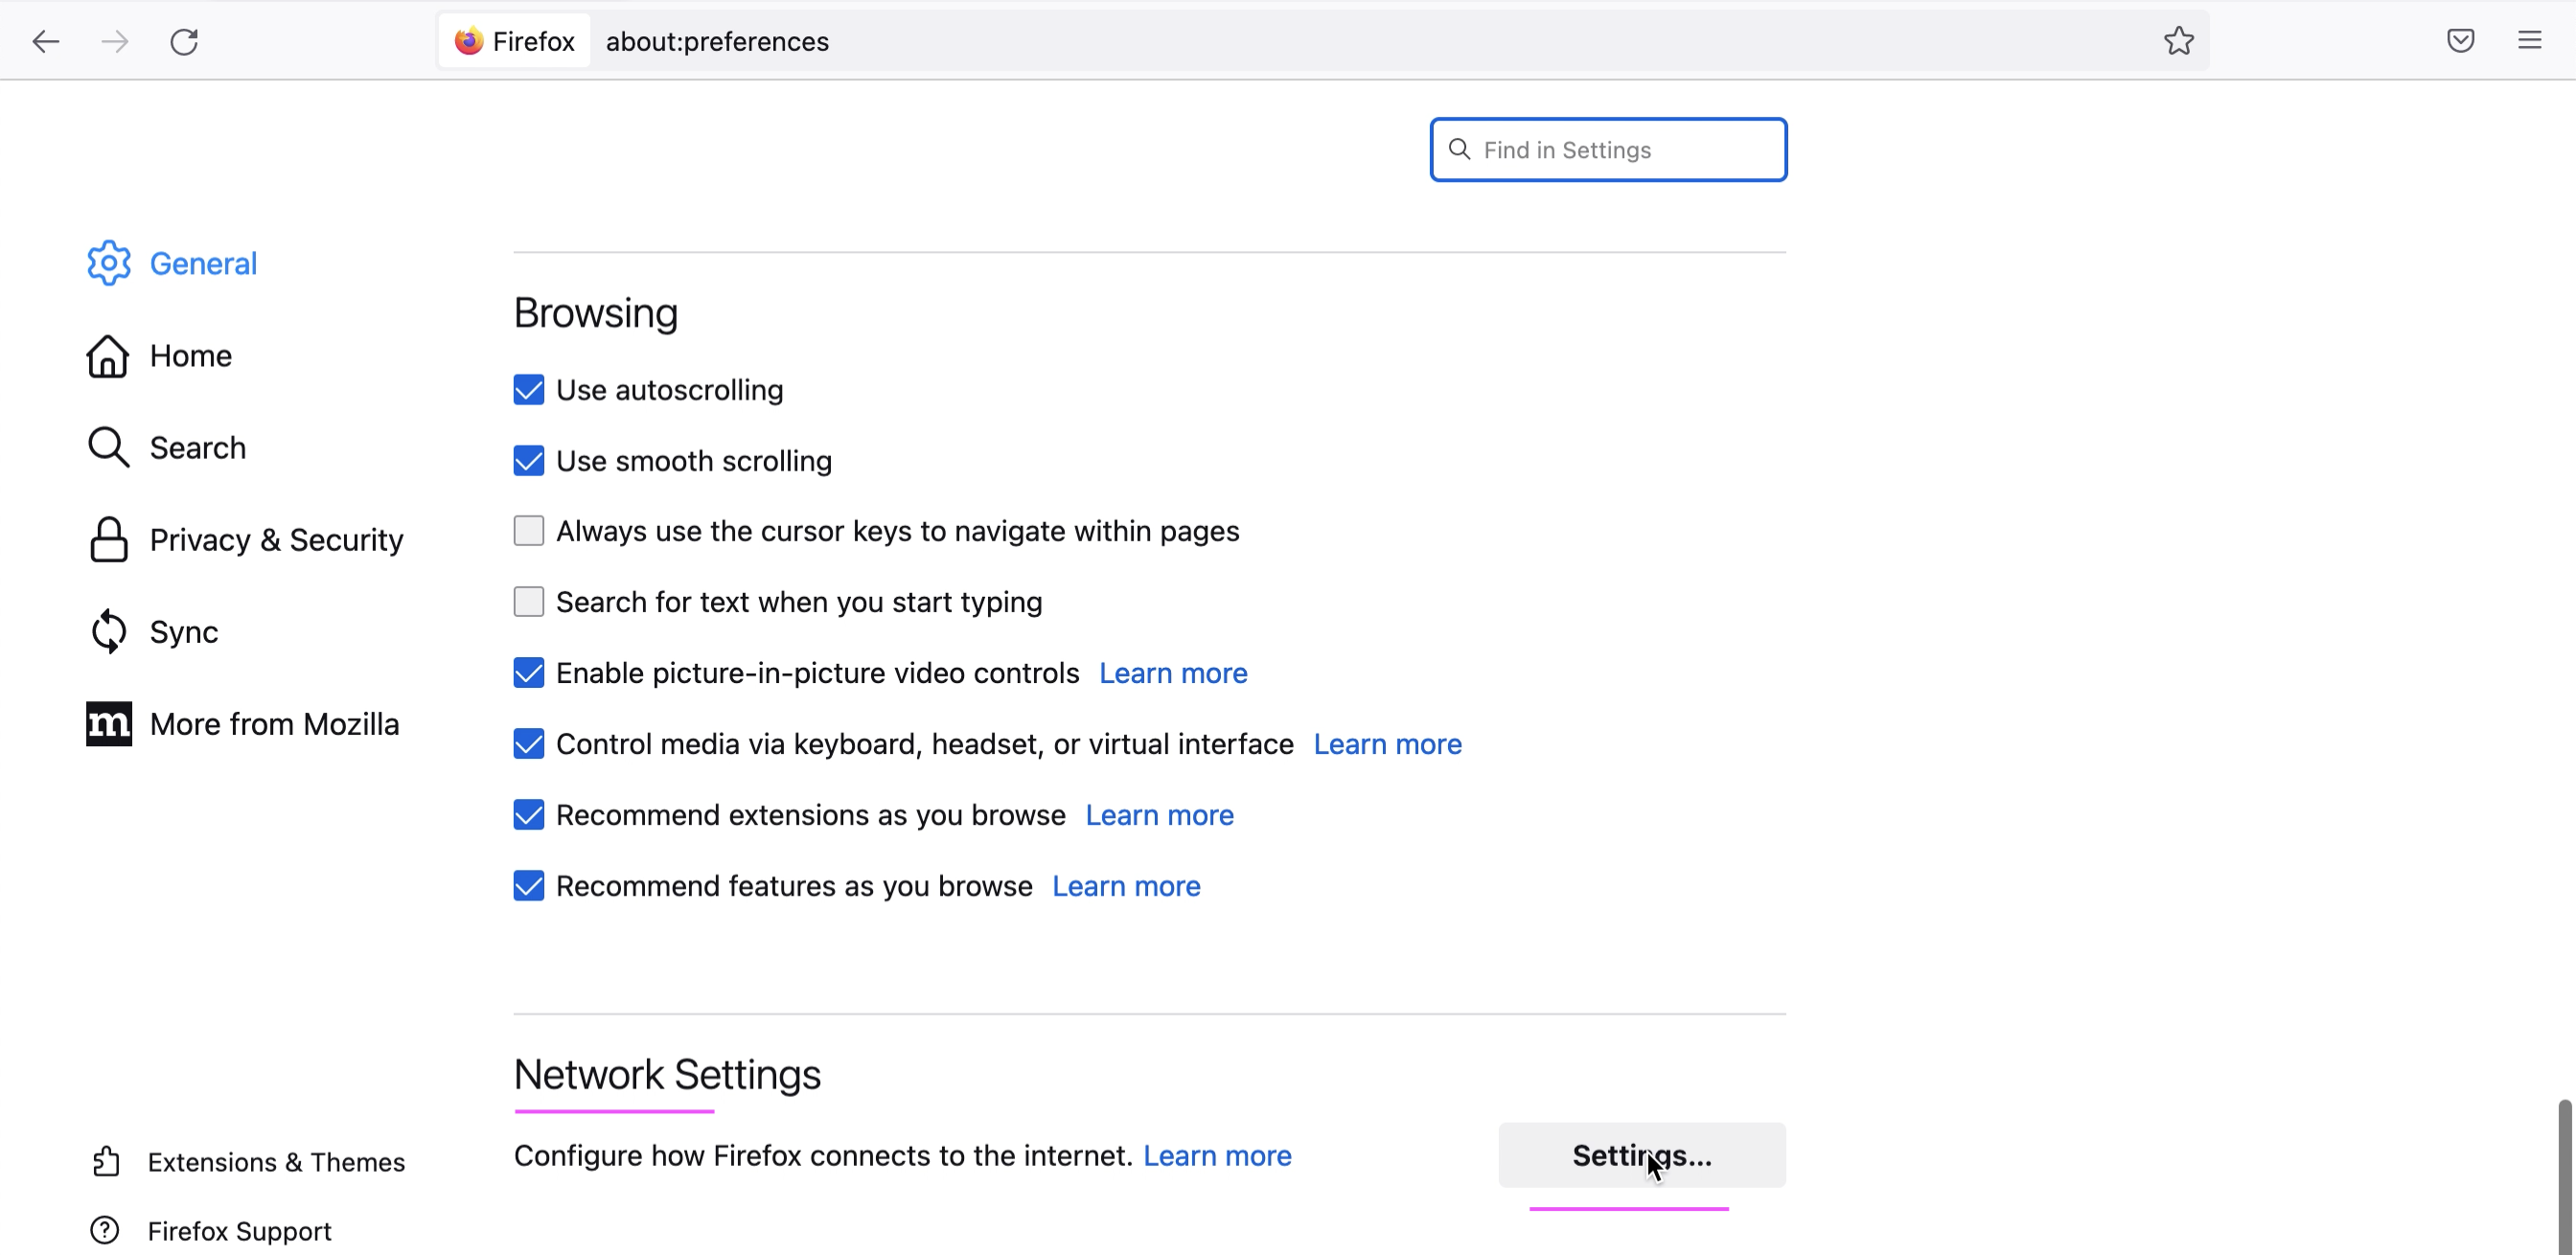 Firefox about:preferences
Find in Settings
General
Home
Search
Privacy & Security
Sync
m More from Mozilla
Extensions & Themes
Firefox Support
Browsing
Use autoscrolling
Use smooth scrolling
Always use the cursor keys to navigate within pages
Search for text when you start typing
Enable picture-in-picture video controls Learn more
Control media via keyboard, headset, or virtual interface Learn more
Recommend extensions as you browse Learn more
Recommend features as you browse Learn more
Network Settings
Configure how Firefox connects to the internet. Learn more
Settings...